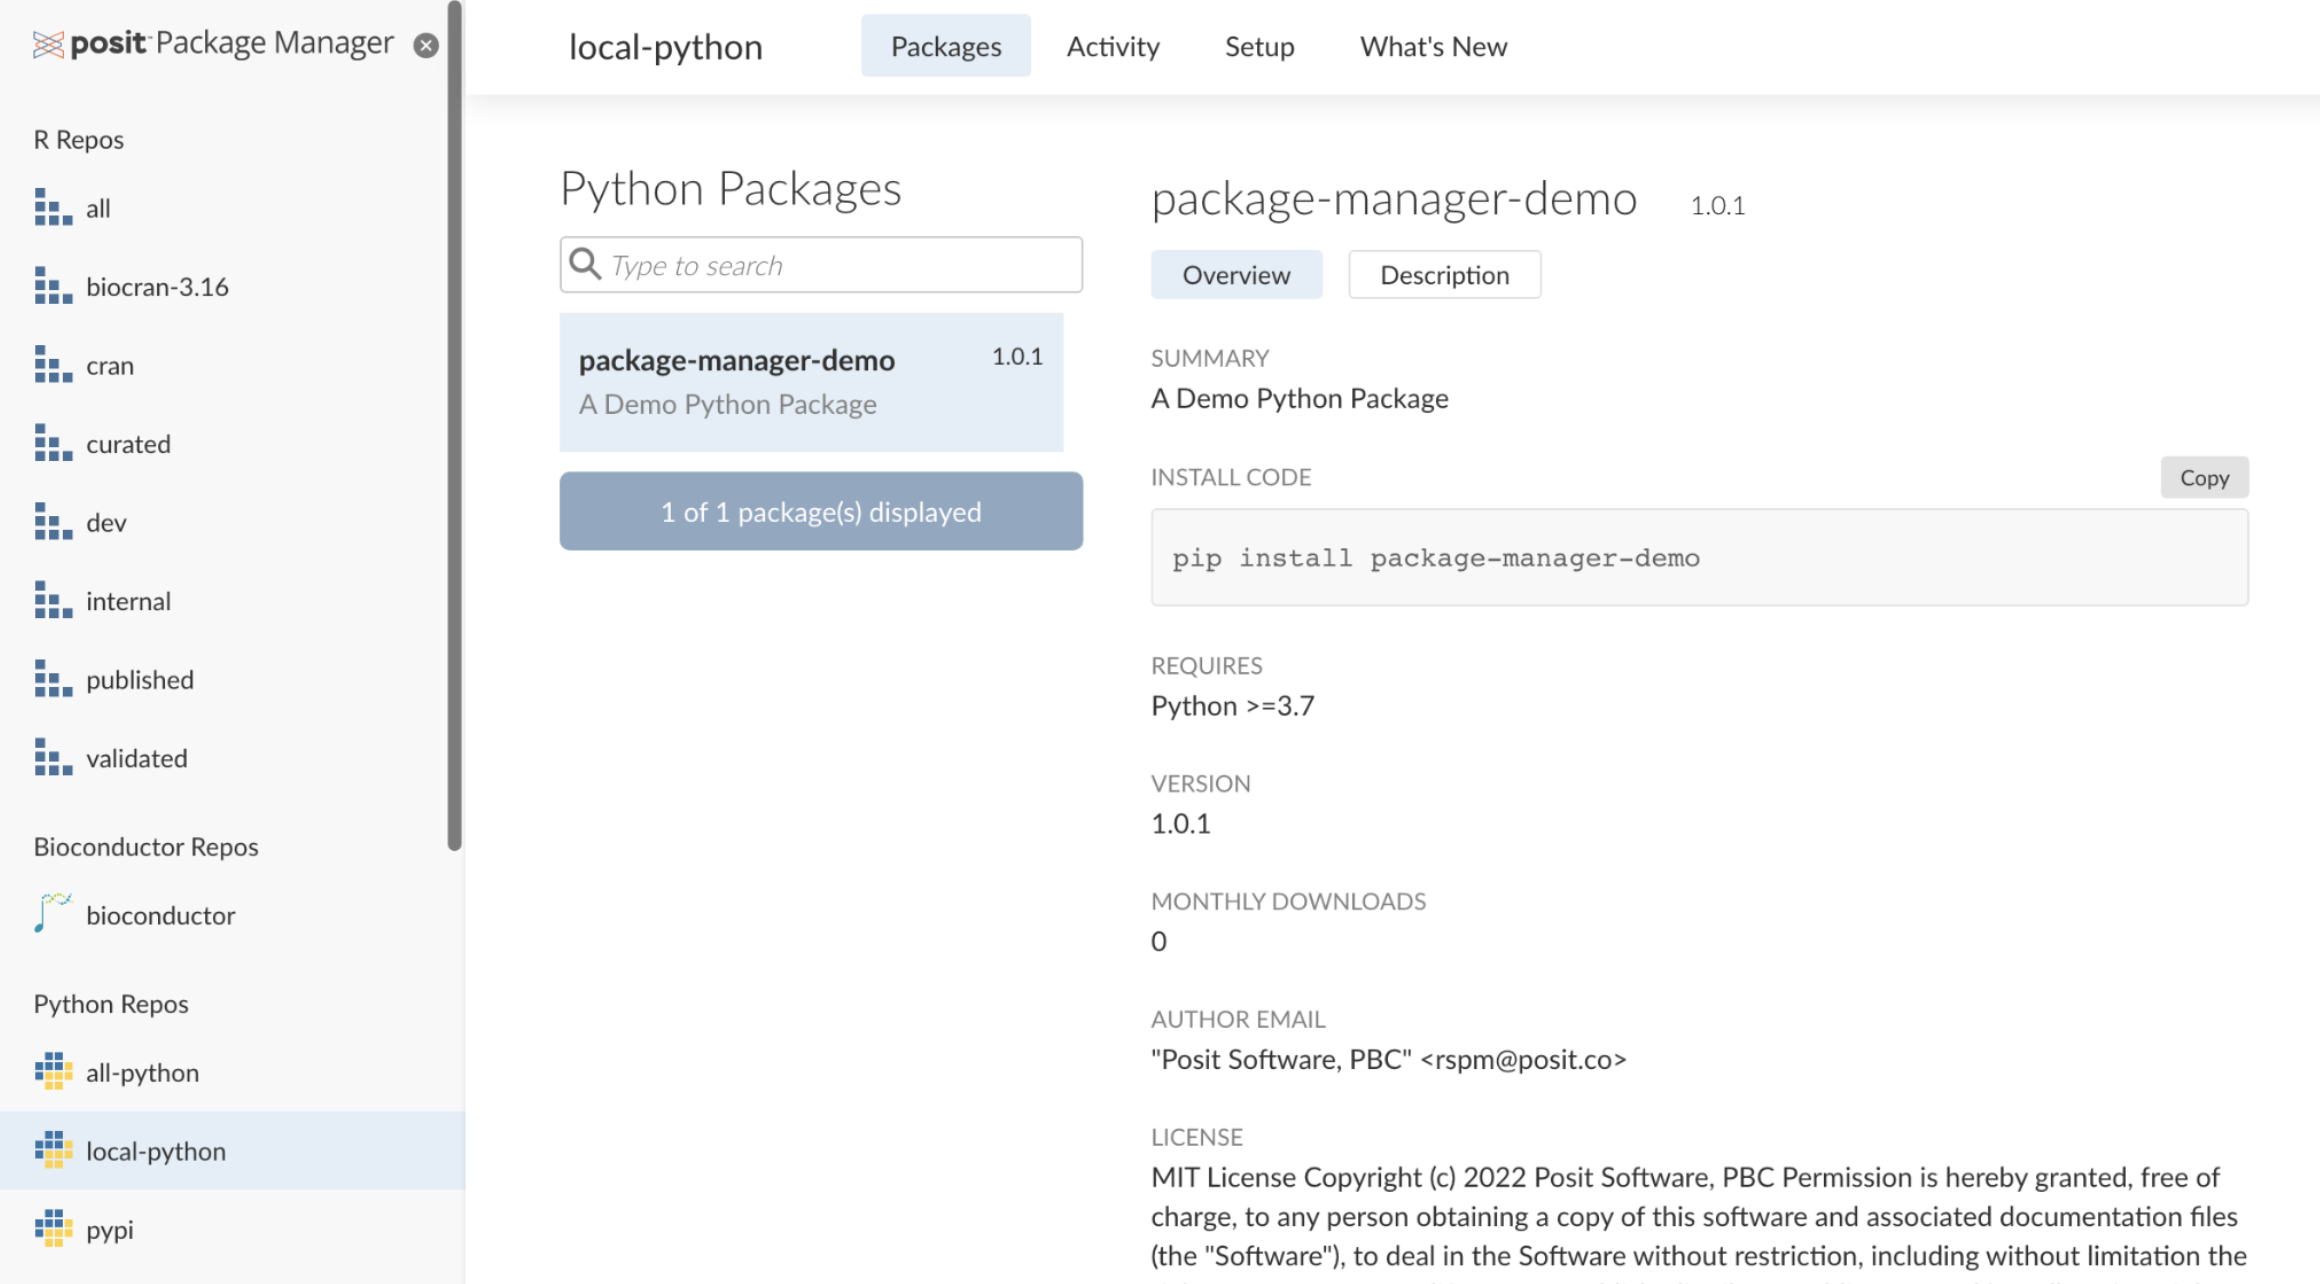 posit Package Manager
R Repos
all
biocran-3.16
cran
curated
dev
internal
published
validated
Bioconductor Repos
bioconductor
Python Repos
all-python
local-python
pypi
local-python
Packages
Activity
Setup
What's New
Python Packages
Type to search
package-manager-demo 1.0.1
A Demo Python Package
1 of 1 package(s) displayed
package-manager-demo 1.0.1
Overview
Description
SUMMARY
A Demo Python Package
INSTALL CODE
Copy
pip install package-manager-demo
REQUIRES
Python >=3.7
VERSION
1.0.1
MONTHLY DOWNLOADS
0
AUTHOR EMAIL
"Posit Software, PBC" <rspm@posit.co>
LICENSE
MIT License Copyright (c) 2022 Posit Software, PBC Permission is hereby granted, free of
charge, to any person obtaining a copy of this software and associated documentation files
(the "Software"), to deal in the Software without restriction, including without limitation the